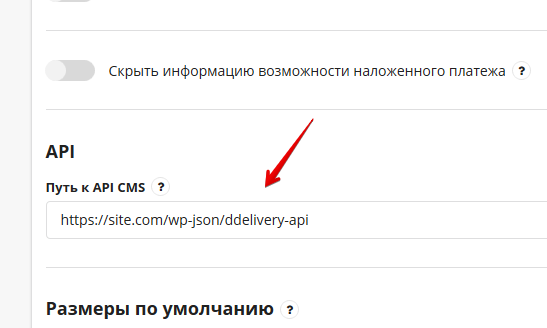 Скрыть информацию возможности наложенного платежа ?
API
Путь к API CMS ?
https://site.com/wp-json/ddelivery-api
Размеры по умолчанию ?